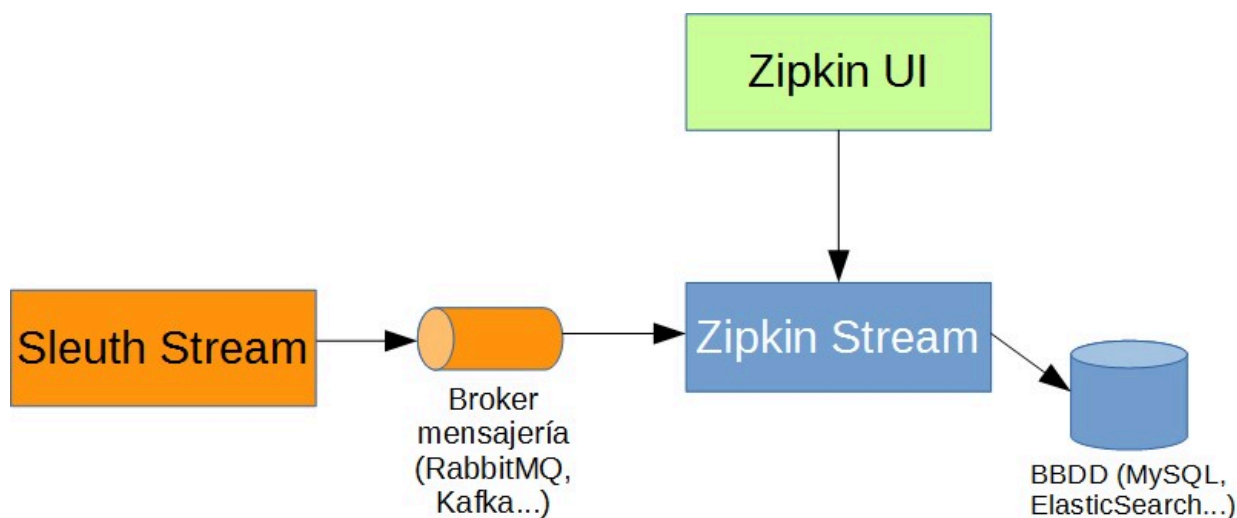 Zipkin UI
Sleuth Stream
Zipkin Stream
Broker
mensajería
(RabbitMQ,
Kafka...)
BBDD (MySQL,
ElasticSearch...)